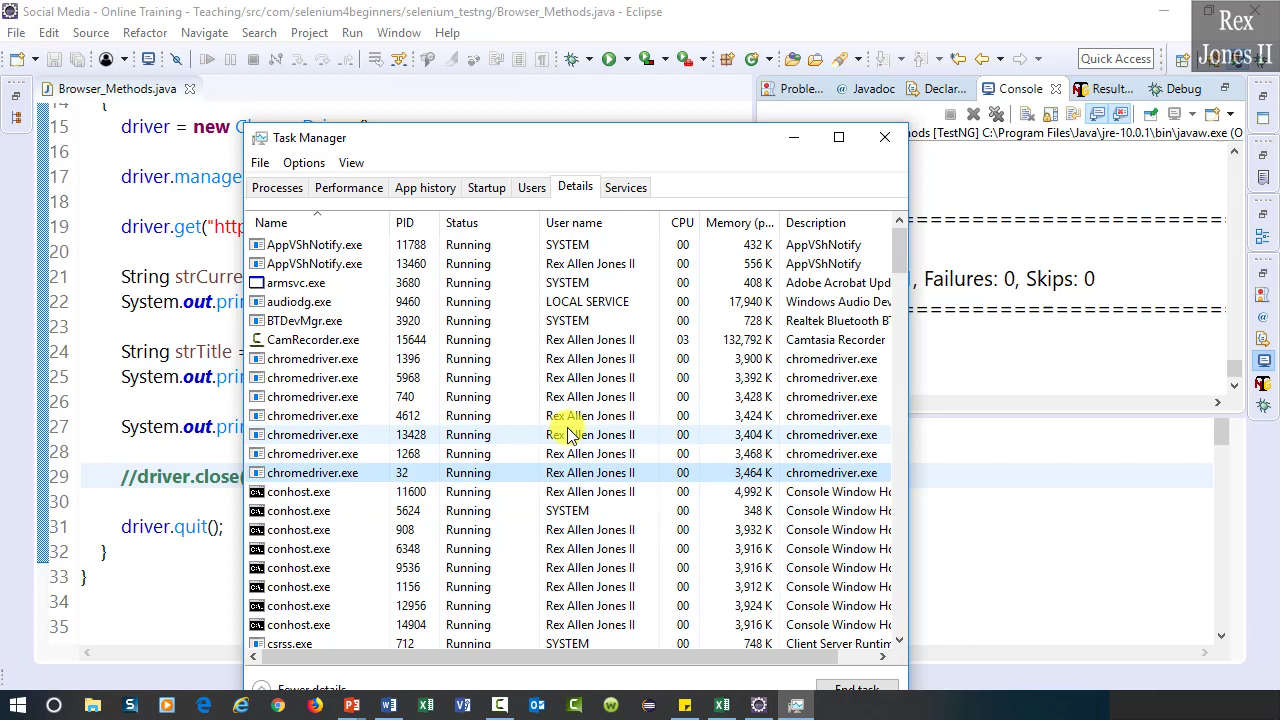 Social Media - Online Training - Teaching/src/com/selenium4beginners/selenium_testng/Browser_Methods.java - Eclipse
Rex
Jones II
File Edit Source Refactor Navigate Search Project Run Window Help
Quick Access
Browser_Methods.java
Proble... Javadoc Declar... Console Result... Debug
hods [TestNG] C:\Program Files\Java\jre-10.0.1\bin\javaw.exe (O
15 driver = new C
16
17 driver.manage
18
19 driver.get("http
20
21 String strCurre
22 System.out.prin
23
24 String strTitle =
25 System.out.prin
26
27 System.out.prin
28
29 //driver.close(
30
31 driver.quit();
32 }
33 }
34
35
, Failures: 0, Skips: 0
Task Manager
File Options View
Processes Performance App history Startup Users Details Services
Name PID Status User name CPU Memory (p... Description
AppVShNotify.exe 11788 Running SYSTEM 00 432 K AppVShNotify
AppVShNotify.exe 13460 Running Rex Allen Jones II 00 556 K AppVShNotify
armsvc.exe 3680 Running SYSTEM 00 408 K Adobe Acrobat Upd
audiodg.exe 9460 Running LOCAL SERVICE 00 17,940 K Windows Audio Dev
BTDevMgr.exe 3920 Running SYSTEM 00 728 K Realtek Bluetooth BT
CamRecorder.exe 15644 Running Rex Allen Jones II 03 132,792 K Camtasia Recorder
chromedriver.exe 1396 Running Rex Allen Jones II 00 3,900 K chromedriver.exe
chromedriver.exe 5968 Running Rex Allen Jones II 00 3,392 K chromedriver.exe
chromedriver.exe 740 Running Rex Allen Jones II 00 3,428 K chromedriver.exe
chromedriver.exe 4612 Running Rex Allen Jones II 00 3,424 K chromedriver.exe
chromedriver.exe 13428 Running Rex Allen Jones II 00 3,404 K chromedriver.exe
chromedriver.exe 1268 Running Rex Allen Jones II 00 3,468 K chromedriver.exe
chromedriver.exe 32 Running Rex Allen Jones II 00 3,464 K chromedriver.exe
conhost.exe 11600 Running Rex Allen Jones II 00 4,992 K Console Window Ho
conhost.exe 5624 Running SYSTEM 00 348 K Console Window Ho
conhost.exe 908 Running Rex Allen Jones II 00 3,932 K Console Window Ho
conhost.exe 6348 Running Rex Allen Jones II 00 3,916 K Console Window Ho
conhost.exe 9536 Running Rex Allen Jones II 00 3,916 K Console Window Ho
conhost.exe 1156 Running Rex Allen Jones II 00 3,912 K Console Window Ho
conhost.exe 12956 Running Rex Allen Jones II 00 3,924 K Console Window Ho
conhost.exe 14904 Running Rex Allen Jones II 00 3,916 K Console Window Ho
csrss.exe 712 Running SYSTEM 00 748 K Client Server Runtim
Fewer details End task